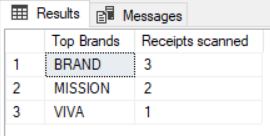 Results Messages
Top Brands Receipts scanned
1 BRAND 3
2 MISSION 2
3 VIVA 1